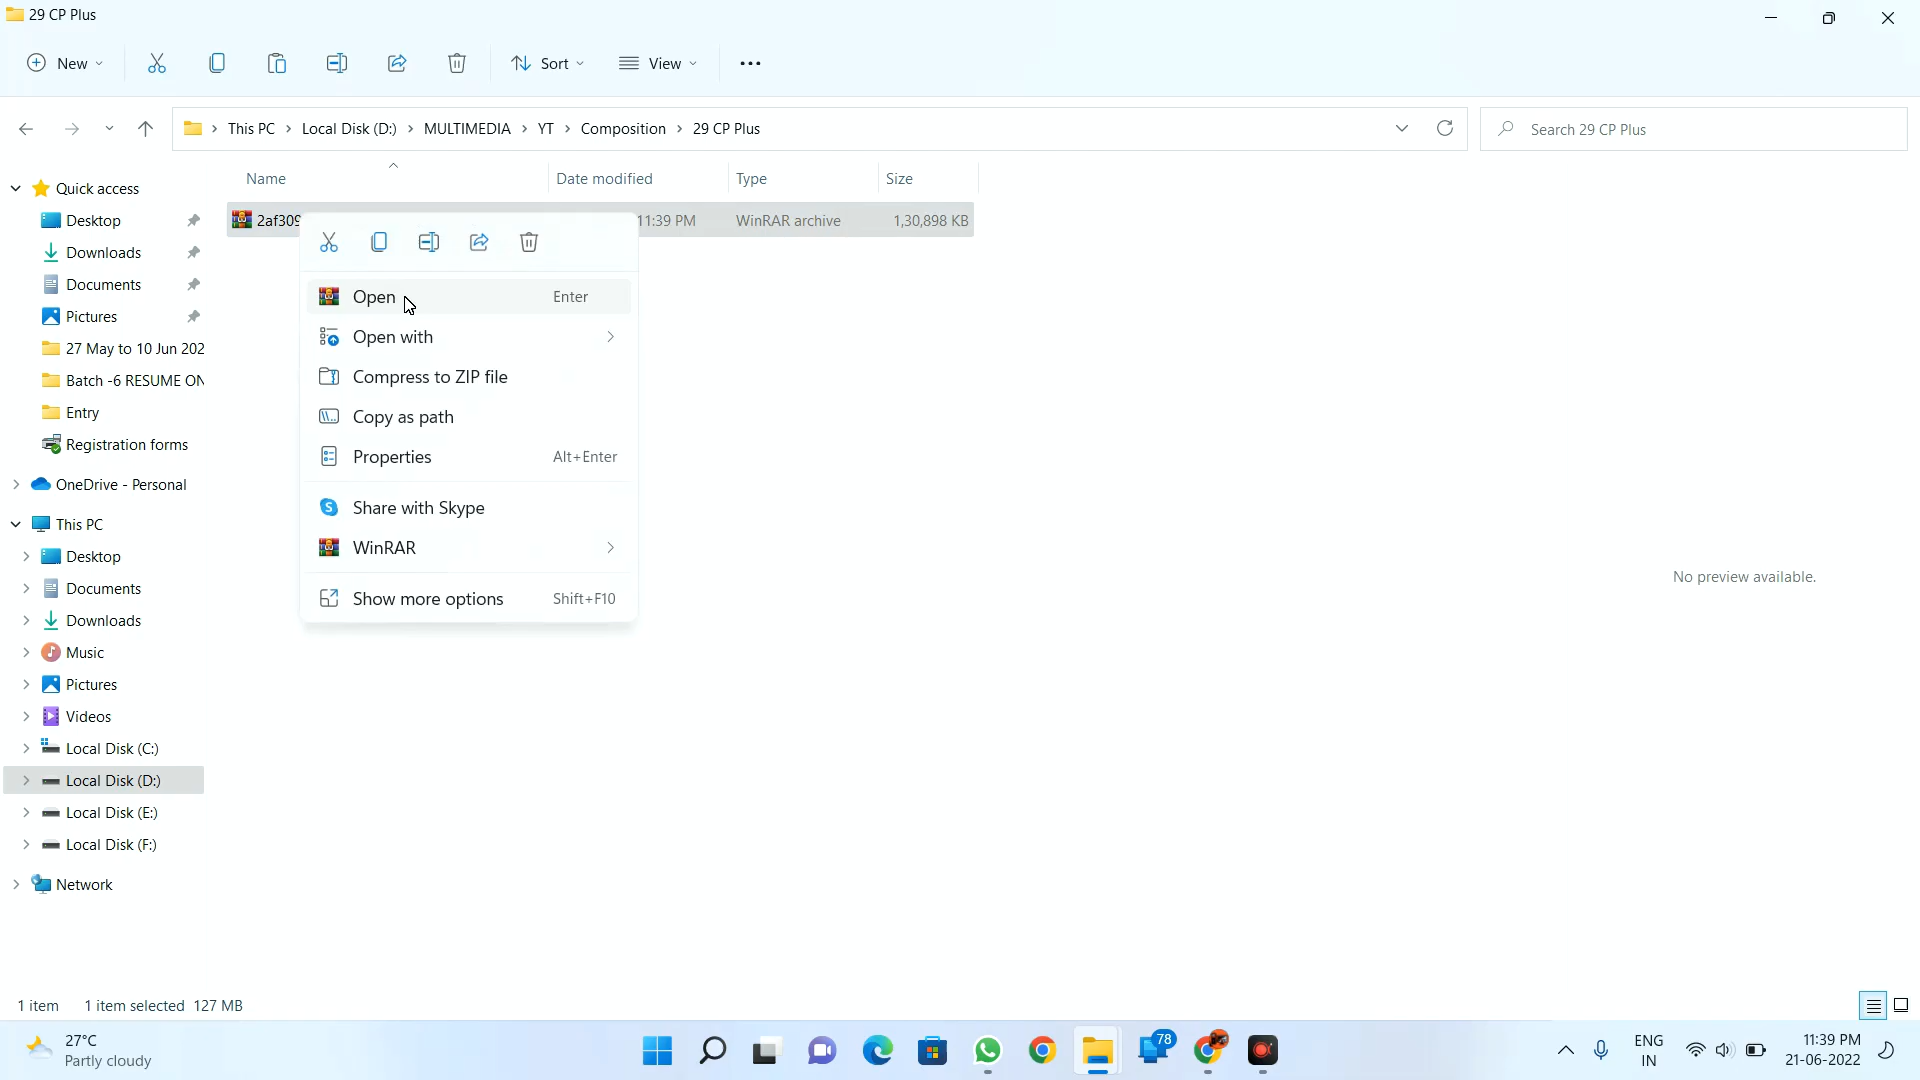 29 CP Plus
New
Sort
View
This PC > Local Disk (D:) > MULTIMEDIA > YT > Composition > 29 CP Plus
Search 29 CP Plus
Name
Date modified
Type
Size
2af309
11:39 PM
WinRAR archive
1,30,898 KB
Open
Enter
Open with
Compress to ZIP file
Copy as path
Properties
Alt+Enter
Share with Skype
WinRAR
Show more options
Shift+F10
Quick access
Desktop
Downloads
Documents
Pictures
27 May to 10 Jun 202
Batch -6 RESUME ON
Entry
Registration forms
OneDrive - Personal
This PC
Desktop
Documents
Downloads
Music
Pictures
Videos
Local Disk (C:)
Local Disk (D:)
Local Disk (E:)
Local Disk (F:)
Network
No preview available.
1 item
1 item selected 127 MB
27°C
Partly cloudy
78
ENG
IN
11:39 PM
21-06-2022